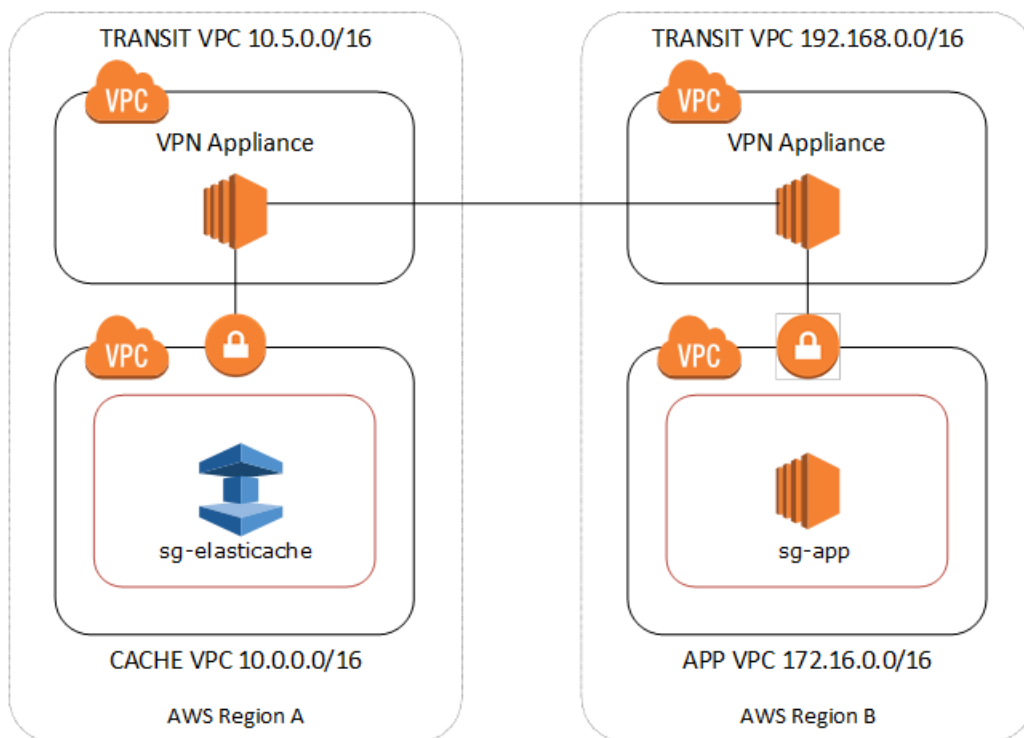 TRANSIT VPC 10.5.0.0/16
VPC
VPN Appliance
VPC
sg-elasticache
CACHE VPC 10.0.0.0/16
AWS Region A
TRANSIT VPC 192.168.0.0/16
VPC
VPN Appliance
VPC
sg-app
APP VPC 172.16.0.0/16
AWS Region B